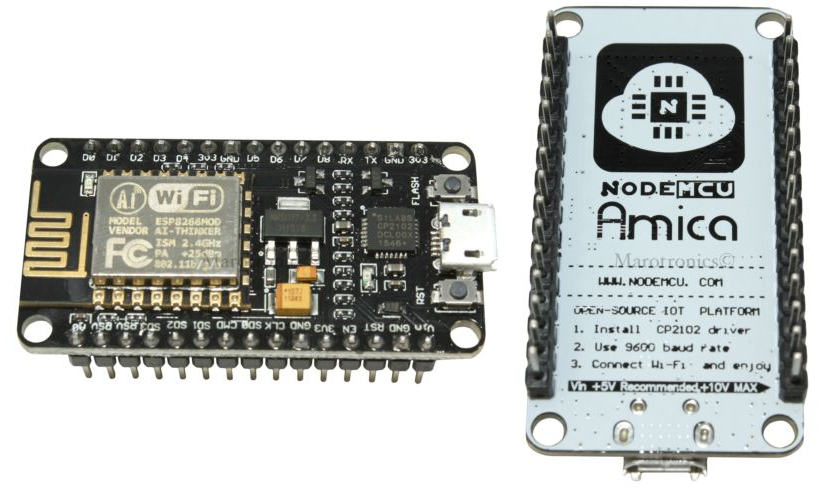 D0 D1 D2 D3 D4 3V3 GND D5 D6 D7 D8 RX TX GND 3V3
FLASH
Ai WiFi
MODEL ESP8266MOD
VENDOR AI-THINKER
FC ISM 2.4GHz
PA +25dBm
802.11b/
SILABS
CP2102
DCL00X
1546+
RST
A0 RSV RSV SD3 SD2 SD1 CMD SD0 CLK GND 3V3 EN RST GND Vin
NODEMCU
Amica
Marotronics©
WWW.NODEMCU. COM
OPEN-SOURCE IOT PLATFORM
1. Install CP2102 driver
2. Use 9600 baud rate
3. Connect Wi-Fi and enjoy
Vin +5V Recommended,+10V MAX